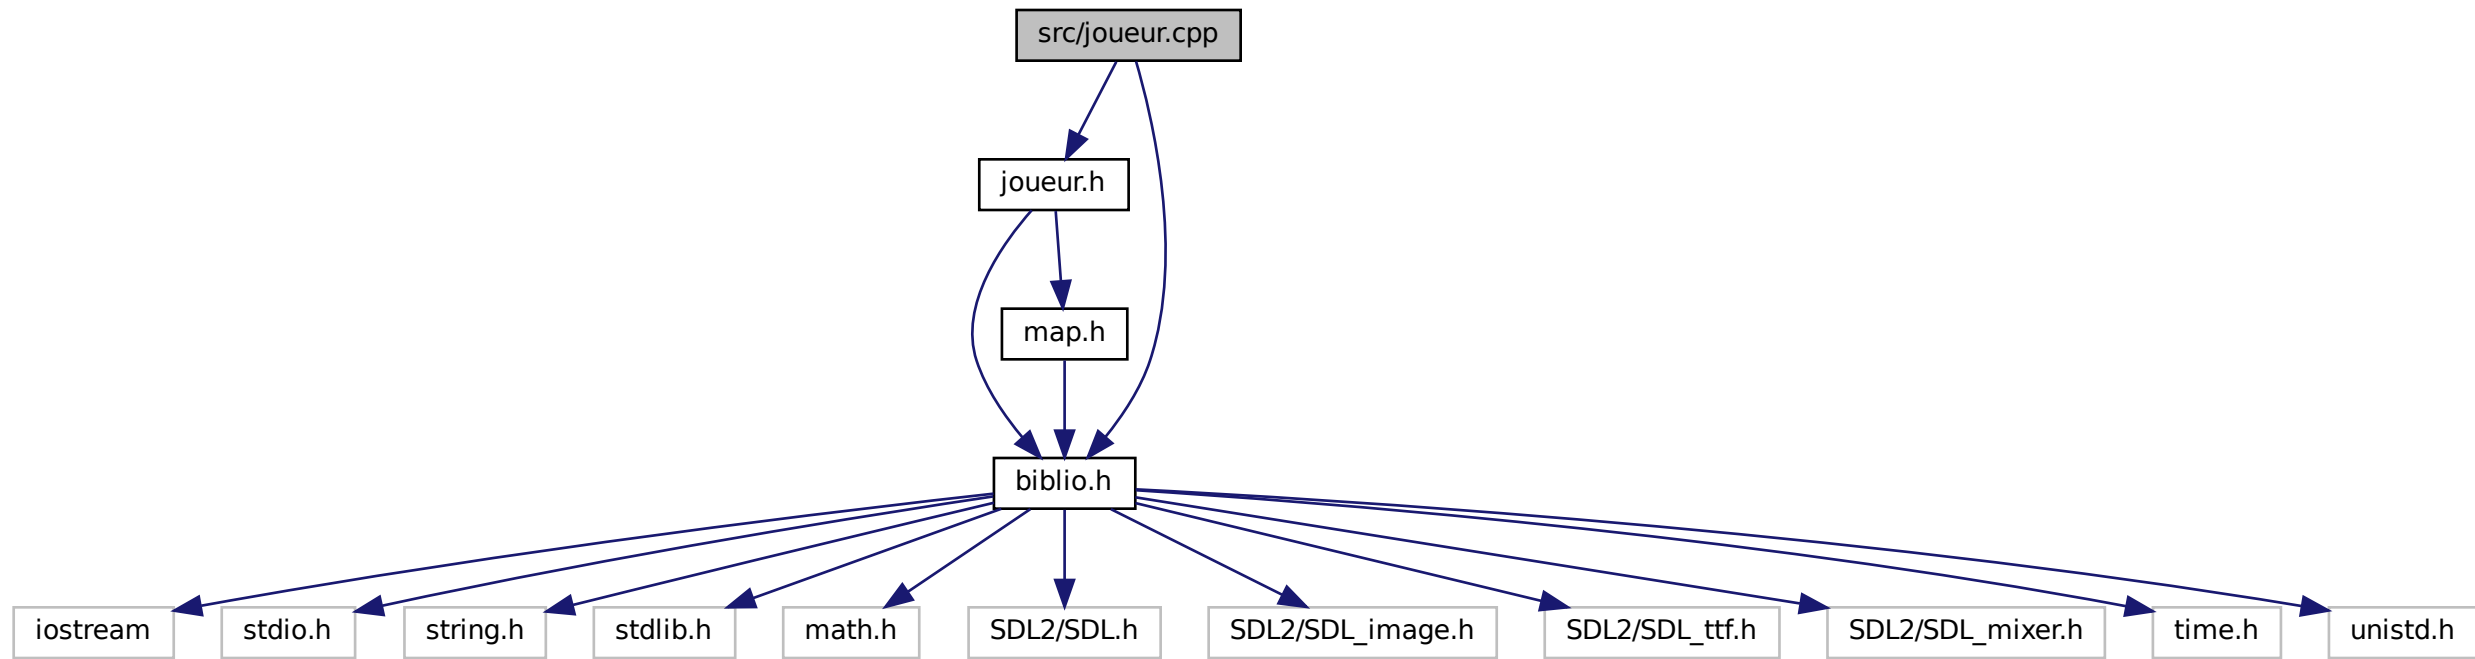 src/joueur.cpp
joueur.h
map.h
biblio.h
iostream
stdio.h
string.h
stdlib.h
math.h
SDL2/SDL.h
SDL2/SDL_image.h
SDL2/SDL_ttf.h
SDL2/SDL_mixer.h
time.h
unistd.h